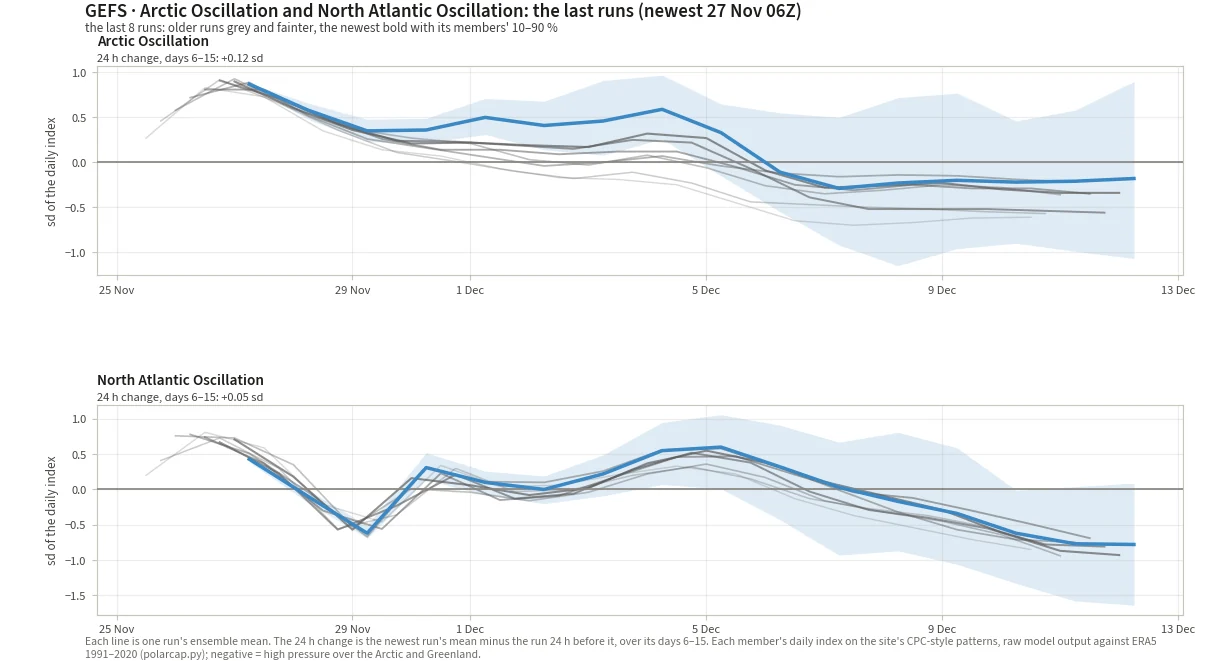 GEFS · Arctic Oscillation and North Atlantic Oscillation: the last runs (newest 27 Nov 06Z)
the last 8 runs: older runs grey and fainter, the newest bold with its members' 10–90 %
Arctic Oscillation
24 h change, days 6–15: +0.12 sd
1.0
0.5
0.0
−0.5
−1.0
sd of the daily index
25 Nov
29 Nov
1 Dec
5 Dec
9 Dec
13 Dec
North Atlantic Oscillation
24 h change, days 6–15: +0.05 sd
1.0
0.5
0.0
−0.5
−1.0
−1.5
sd of the daily index
25 Nov
29 Nov
1 Dec
5 Dec
9 Dec
13 Dec
Each line is one run's ensemble mean. The 24 h change is the newest run's mean minus the run 24 h before it, over its days 6–15. Each member's daily index on the site's CPC-style patterns, raw model output against ERA5
1991–2020 (polarcap.py); negative = high pressure over the Arctic and Greenland.